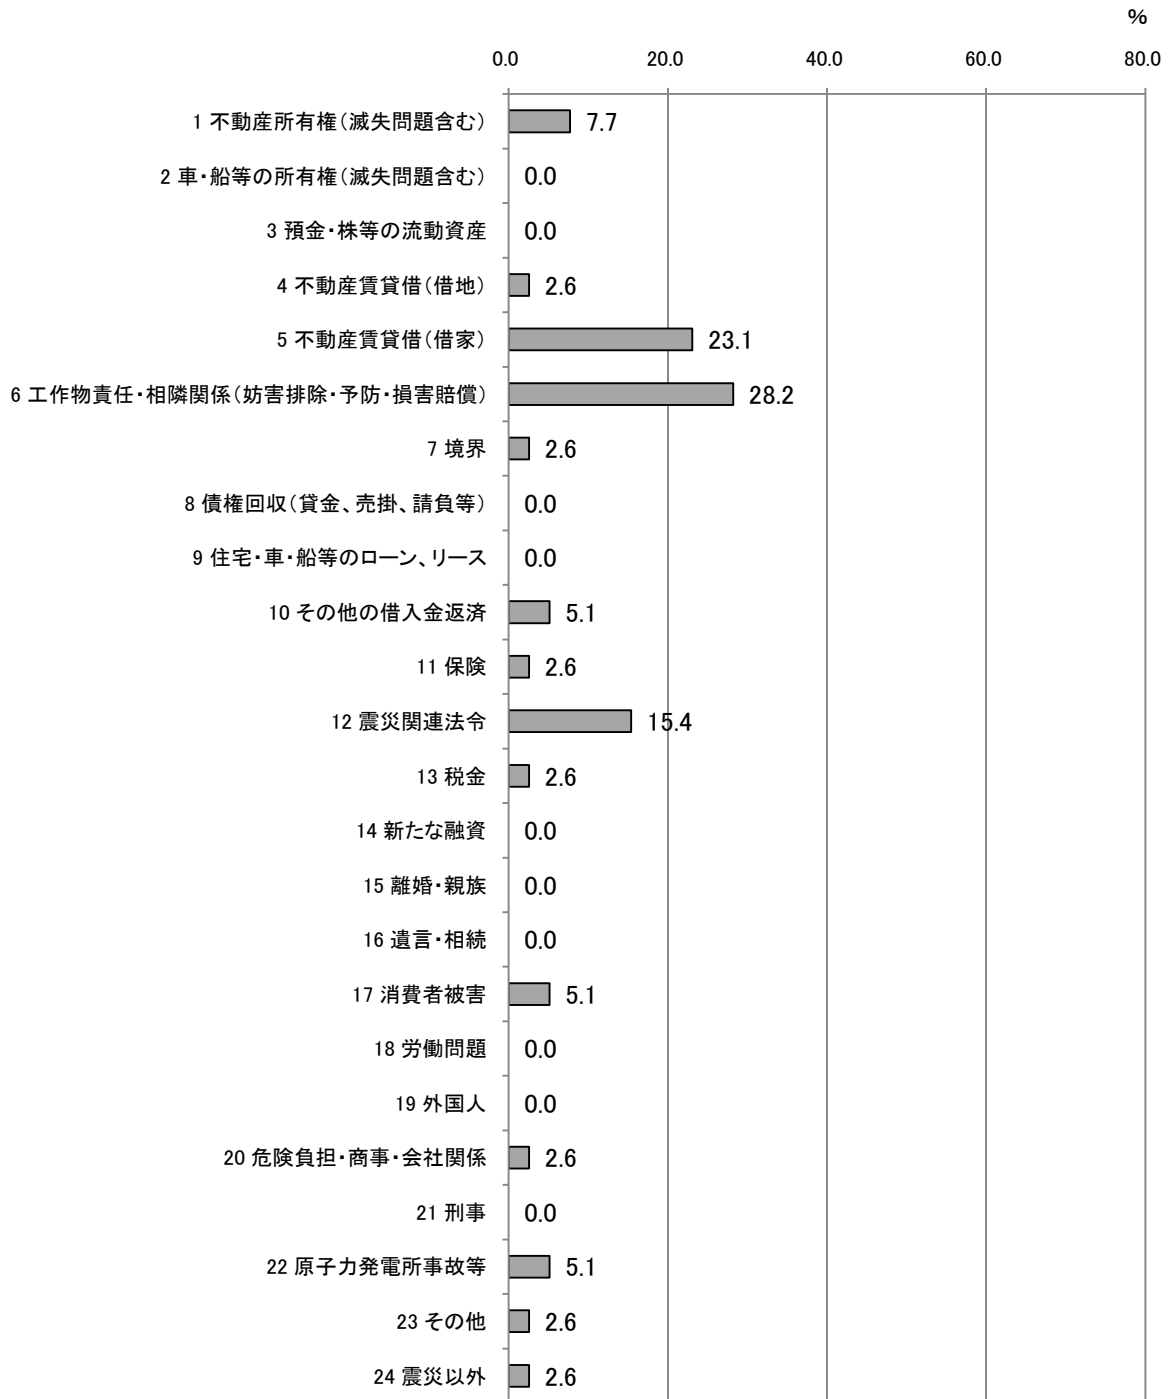 %
0.0 20.0 40.0 60.0 80.0
1 不動産所有権（滅失問題含む） 7.7
2 車・船等の所有権（滅失問題含む） 0.0
3 預金・株等の流動資産 0.0
4 不動産賃貸借（借地） 2.6
5 不動産賃貸借（借家） 23.1
6 工作物責任・相隣関係（妨害排除・予防・損害賠償） 28.2
7 境界 2.6
8 債権回収（貸金、売掛、請負等） 0.0
9 住宅・車・船等のローン、リース 0.0
10 その他の借入金返済 5.1
11 保険 2.6
12 震災関連法令 15.4
13 税金 2.6
14 新たな融資 0.0
15 離婚・親族 0.0
16 遺言・相続 0.0
17 消費者被害 5.1
18 労働問題 0.0
19 外国人 0.0
20 危険負担・商事・会社関係 2.6
21 刑事 0.0
22 原子力発電所事故等 5.1
23 その他 2.6
24 震災以外 2.6